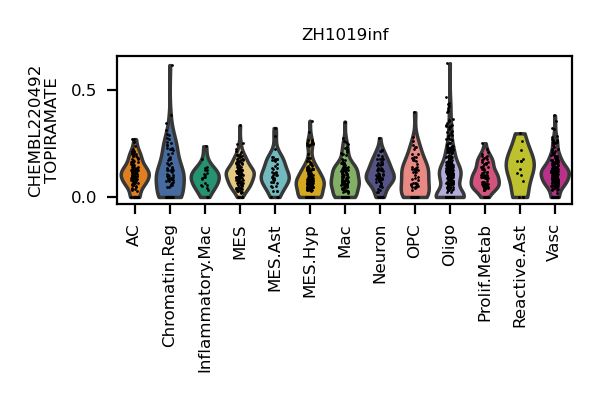 ZH1019inf
CHEMBL220492
TOPIRAMATE
0.5
0.0
AC
Chromatin.Reg
Inflammatory.Mac
MES
MES.Ast
MES.Hyp
Mac
Neuron
OPC
Oligo
Prolif.Metab
Reactive.Ast
Vasc